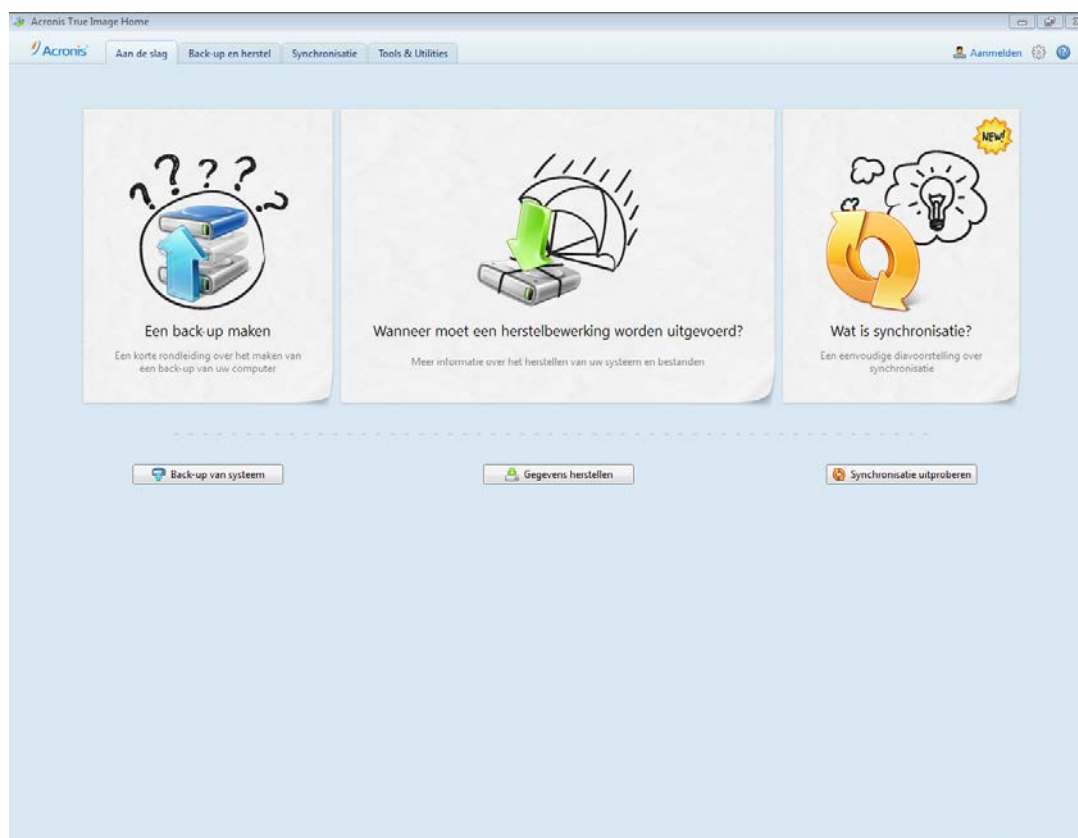 Acronis True Image Home
Acronis
Aan de slag
Back-up en herstel
Synchronisatie
Tools & Utilities
Aanmelden
? ? ? ? ?
NEW!
??
Een back-up maken
Een korte rondleiding over het maken van
een back-up van uw computer
Wanneer moet een herstelbewerking worden uitgevoerd?
Meer informatie over het herstellen van uw systeem en bestanden
Wat is synchronisatie?
Een eenvoudige diavoorstelling over
synchronisatie
Back-up van systeem
Gegevens herstellen
Synchronisatie uitproberen